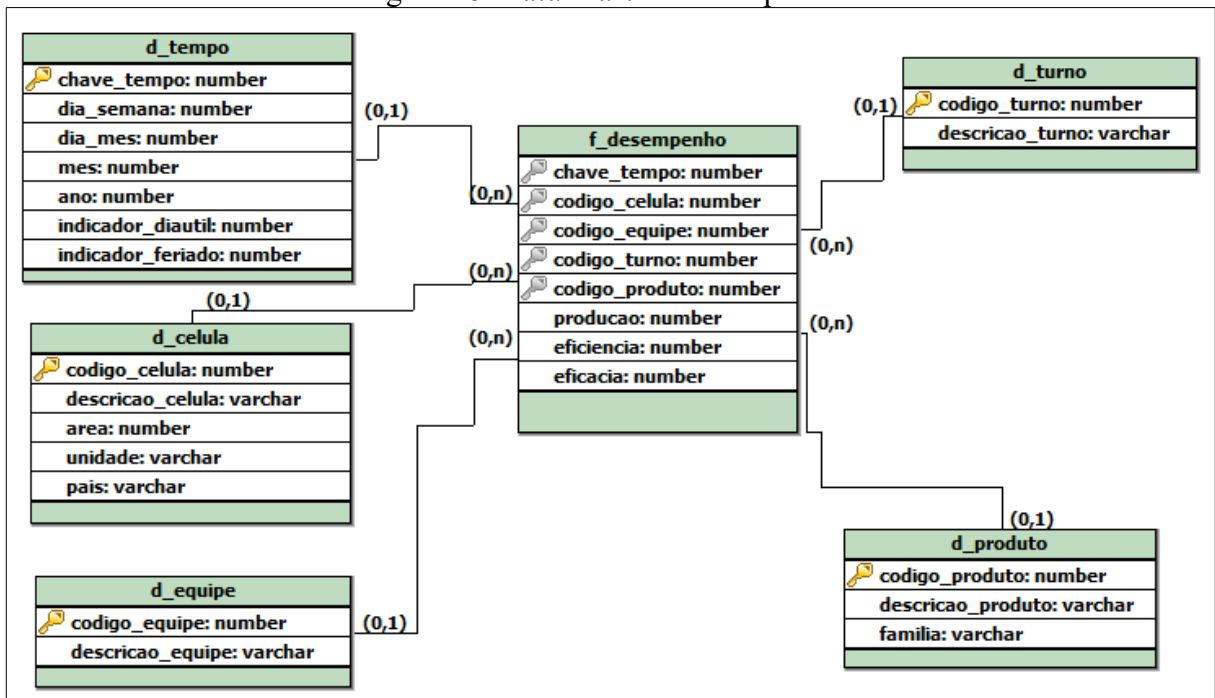 d_tempo
chave_tempo: number
dia_semana: number
dia_mes: number
mes: number
ano: number
indicador_diautil: number
indicador_feriado: number
(0,1)
(0,n)
d_turno
codigo_turno: number
descricao_turno: varchar
(0,1)
(0,n)
f_desempenho
chave_tempo: number
codigo_celula: number
codigo_equipe: number
codigo_turno: number
codigo_produto: number
producao: number
eficiencia: number
eficacia: number
(0,1)
(0,n)
d_celula
codigo_celula: number
descricao_celula: varchar
area: number
unidade: varchar
pais: varchar
(0,n)
(0,n)
d_equipe
codigo_equipe: number
descricao_equipe: varchar
(0,1)
(0,1)
d_produto
codigo_produto: number
descricao_produto: varchar
familia: varchar